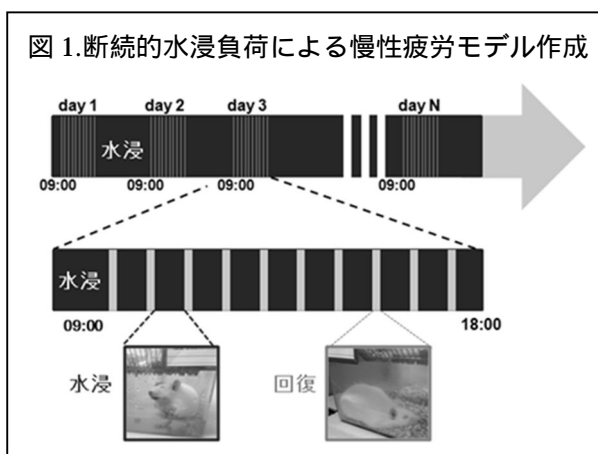 図 1.断続的水浸負荷による慢性疲労モデル作成
day 1 day 2 day 3 day N
水浸
09:00 09:00 09:00 09:00
水浸
09:00 18:00
水浸 回復